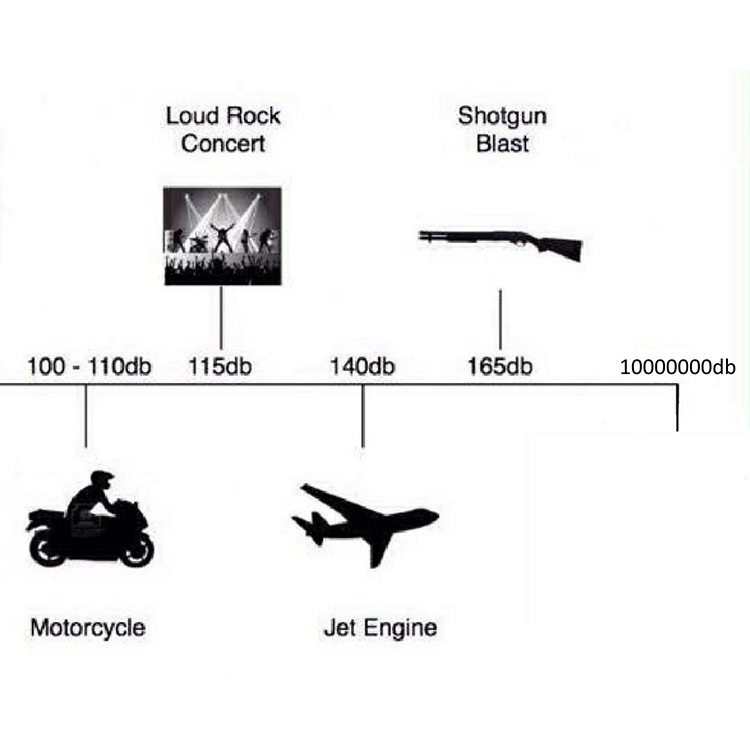 Loud Rock
Concert
Shotgun
Blast
100 - 110db
115db
140db
165db
10000000db
Motorcycle
Jet Engine